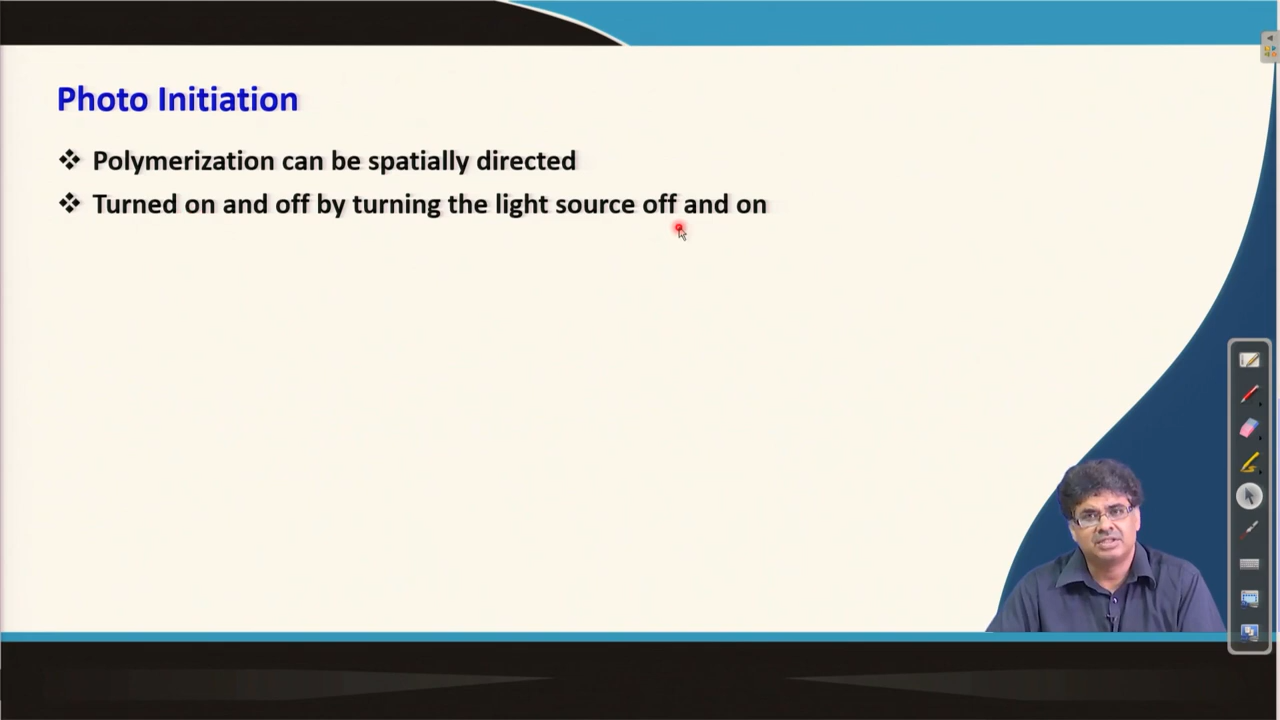 Photo Initiation
❖ Polymerization can be spatially directed
❖ Turned on and off by turning the light source off and on